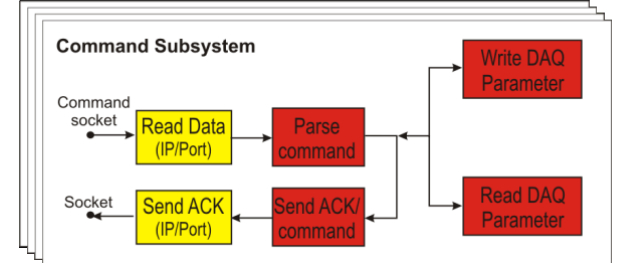 Command Subsystem
Write DAQ
Parameter
Command
socket
Read Data
(IP/Port)
Parse
command
Socket
Send ACK
(IP/Port)
Send ACK/
command
Read DAQ
Parameter